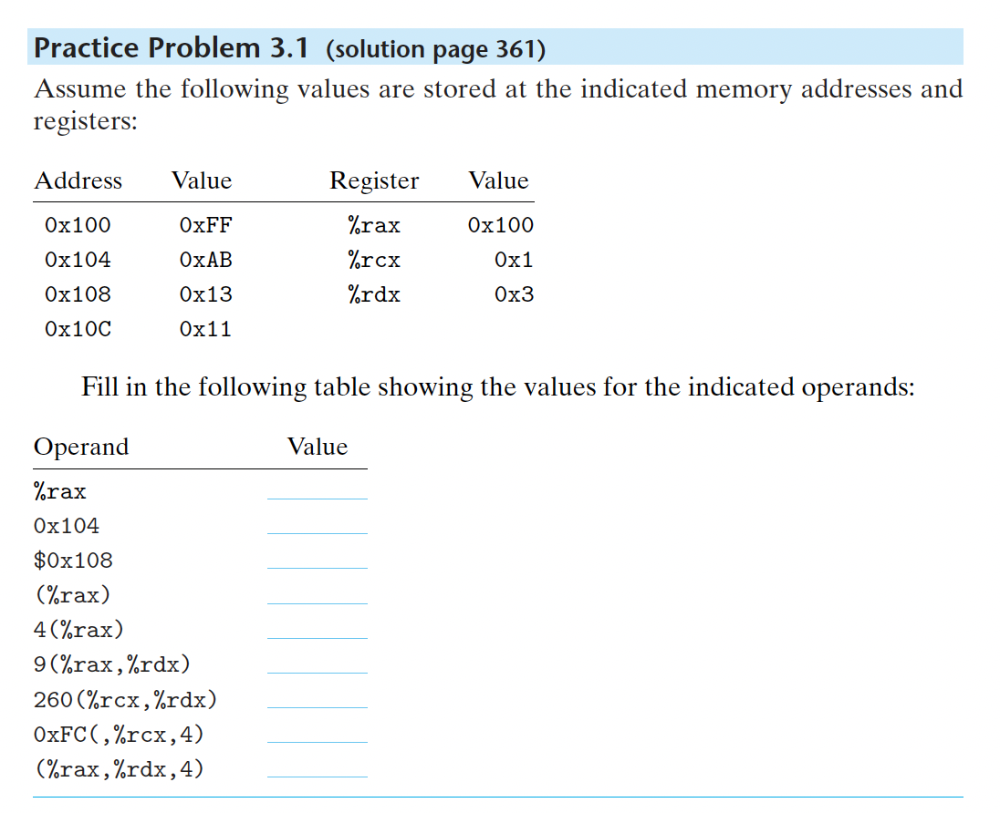 Practice Problem 3.1 (solution page 361)
Assume the following values are stored at the indicated memory addresses and
registers:
Address Value Register Value
0x100 0xFF %rax 0x100
0x104 0xAB %rcx 0x1
0x108 0x13 %rdx 0x3
0x10C 0x11
Fill in the following table showing the values for the indicated operands:
Operand Value
%rax
0x104
$0x108
(%rax)
4(%rax)
9(%rax,%rdx)
260(%rcx,%rdx)
0xFC(,%rcx,4)
(%rax,%rdx,4)